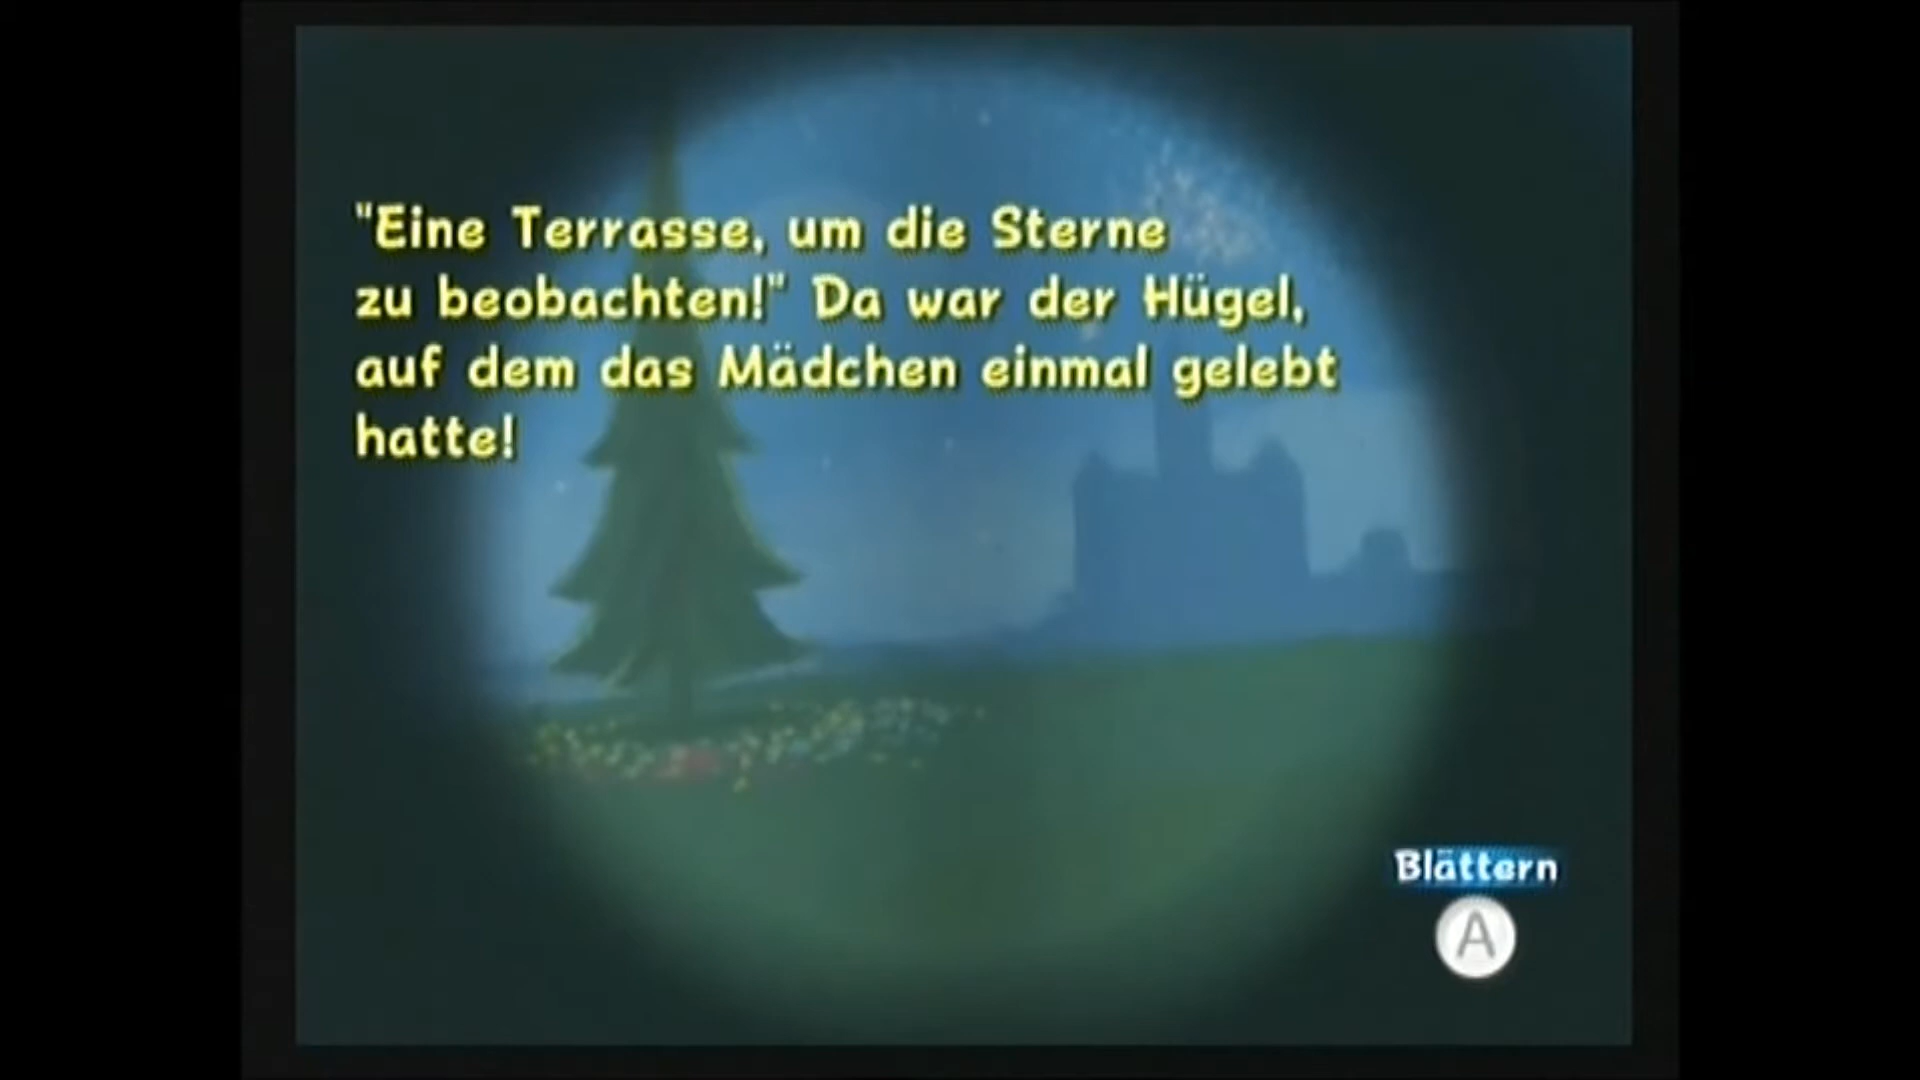 "Eine Terrasse, um die Sterne
zu beobachten!" Da war der Hügel,
auf dem das Mädchen einmal gelebt
hatte!
Blättern
A